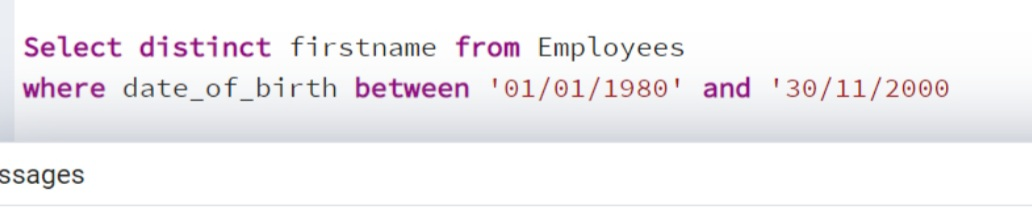 Select distinct firstname from Employees
where date_of_birth between '01/01/1980' and '30/11/2000
ssages